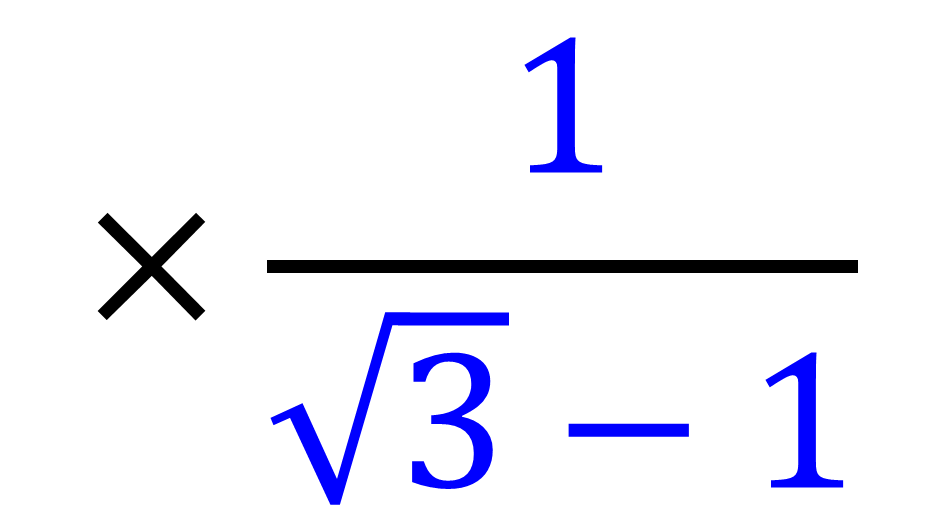 × 1
√3 − 1